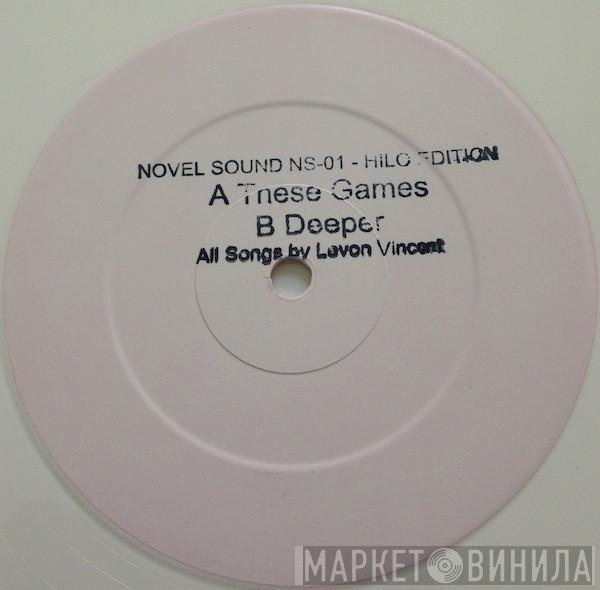 NOVEL SOUND NS-01 - HILO EDITION
A These Games
B Deeper
All Songs by Levon Vincent
МАРКЕТ ВИНИЛА